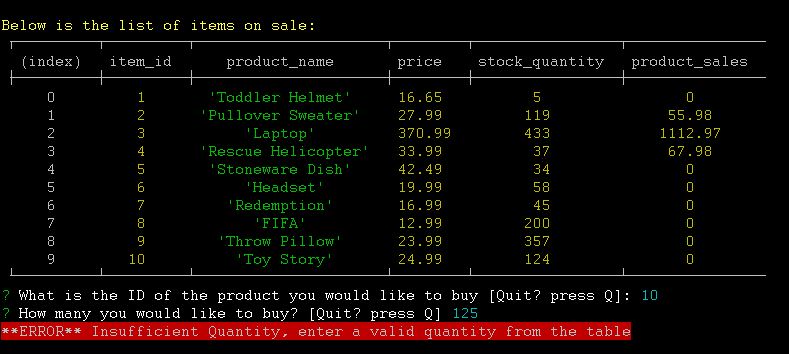 Below is the list of items on sale:
(index) item_id product_name price stock_quantity product_sales
0 1 'Toddler Helmet' 16.65 5 0
1 2 'Pullover Sweater' 27.99 119 55.98
2 3 'Laptop' 370.99 433 1112.97
3 4 'Rescue Helicopter' 33.99 37 67.98
4 5 'Stoneware Dish' 42.49 34 0
5 6 'Headset' 19.99 58 0
6 7 'Redemption' 16.99 45 0
7 8 'FIFA' 12.99 200 0
8 9 'Throw Pillow' 23.99 357 0
9 10 'Toy Story' 24.99 124 0
? What is the ID of the product you would like to buy [Quit? press Q]: 10
? How many you would like to buy? [Quit? press Q] 125
**ERROR** Insufficient Quantity, enter a valid quantity from the table